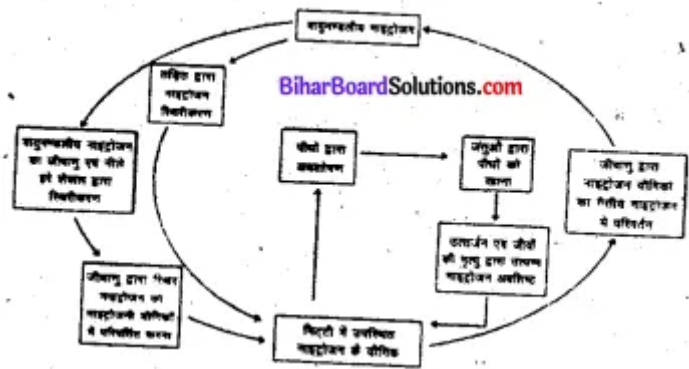 वायुमण्डलीय नाइट्रोजन
तड़ित द्वारा
नाइट्रोजन
स्थिरीकरण
BiharBoardSolutions.com
वायुमण्डलीय नाइट्रोजन
का जीवाणु एवं नीले
हरे शैवाल द्वारा
स्थिरीकरण
पौधों द्वारा
अवशोषण
जंतुओं द्वारा
पौधों को
खाना
जीवाणु द्वारा
नाइट्रोजन यौगिकों
का गैसीय नाइट्रोजन
में परिवर्तन
उत्सर्जन एवं जीवों
की मृत्यु द्वारा उत्पन्न
नाइट्रोजन अवशिष्ट
जीवाणु द्वारा स्थिर
नाइट्रोजन को
नाइट्रोजनी यौगिकों
में परिवर्तित करना
मिट्टी में उपस्थित
नाइट्रोजन के यौगिक